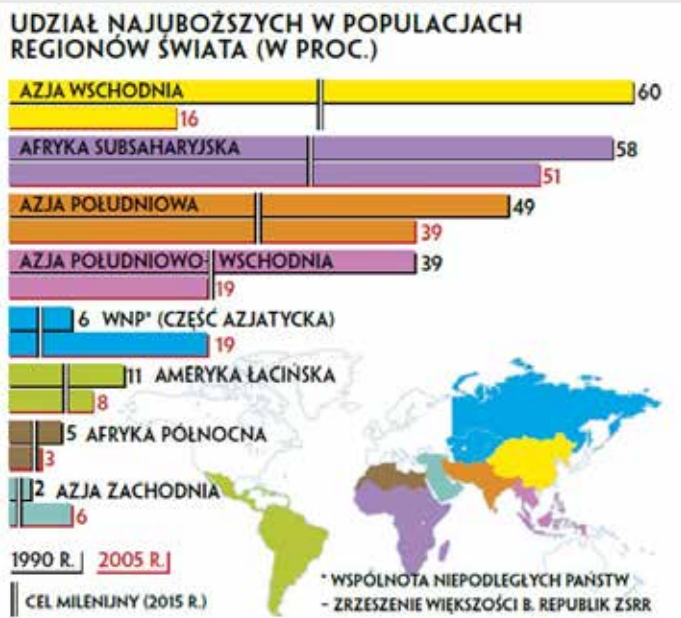 UDZIAŁ NAJUBOŻSZYCH W POPULACJACH
REGIONÓW ŚWIATA (W PROC.)
AZJA WSCHODNIA
60
16
AFRYKA SUBSAHARYJSKA
58
51
AZJA POŁUDNIOWA
49
39
AZJA POŁUDNIOWO-WSCHODNIA
39
19
6 WNP* (CZĘŚĆ AZJATYCKA)
19
11 AMERYKA ŁACIŃSKA
8
5 AFRYKA PÓŁNOCNA
3
2 AZJA ZACHODNIA
6
1990 R. 2005 R.
CEL MILENIJNY (2015 R.)
* WSPÓLNOTA NIEPODLEGŁYCH PAŃSTW
– ZRZESZENIE WIĘKSZOŚCI B. REPUBLIK ZSRR